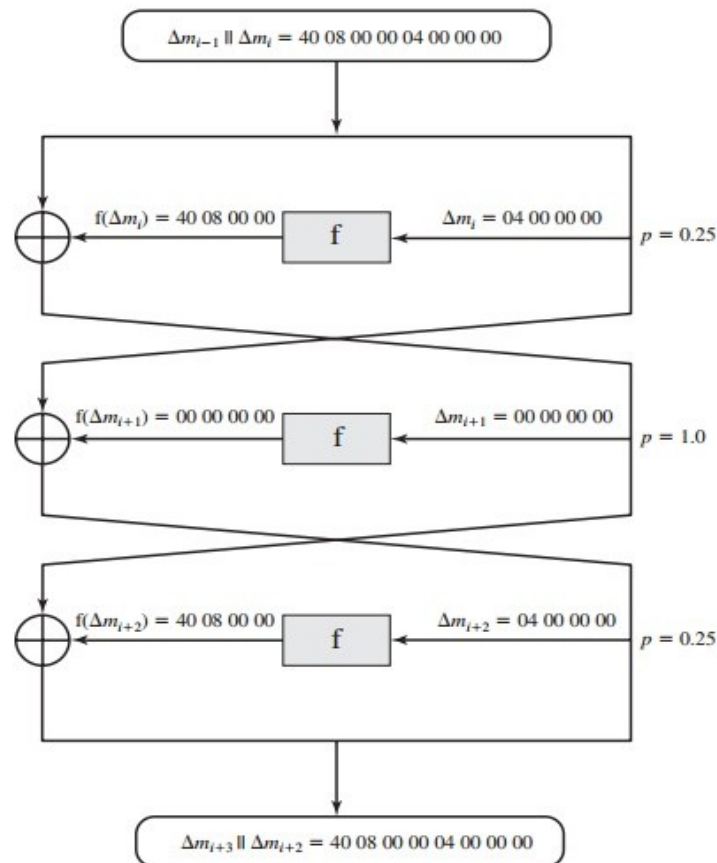 Δm_{i−1} || Δm_i = 40 08 00 00 04 00 00 00
f(Δm_i) = 40 08 00 00
f
Δm_i = 04 00 00 00
p = 0.25
f(Δm_{i+1}) = 00 00 00 00
f
Δm_{i+1} = 00 00 00 00
p = 1.0
f(Δm_{i+2}) = 40 08 00 00
f
Δm_{i+2} = 04 00 00 00
p = 0.25
Δm_{i+3} || Δm_{i+2} = 40 08 00 00 04 00 00 00